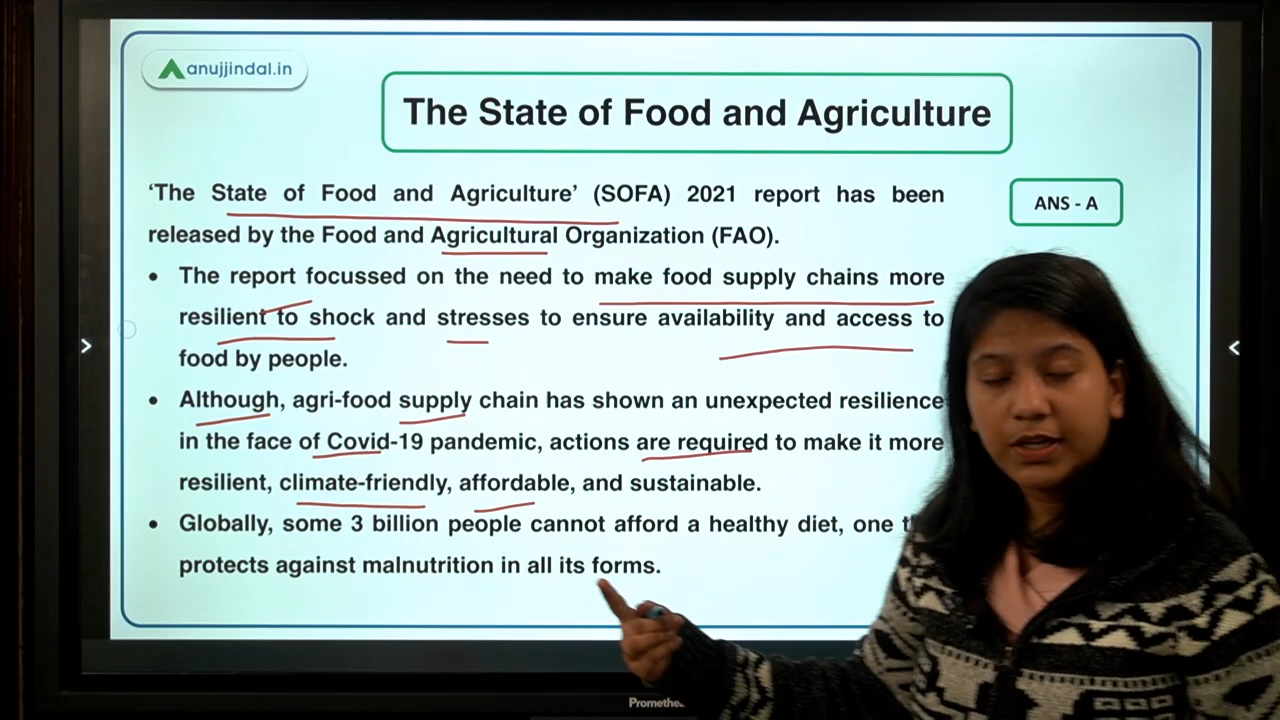 anujjindal.in
The State of Food and Agriculture
‘The State of Food and Agriculture’ (SOFA) 2021 report has been
released by the Food and Agricultural Organization (FAO).
ANS - A
• The report focussed on the need to make food supply chains more
resilient to shock and stresses to ensure availability and access to
food by people.
• Although, agri-food supply chain has shown an unexpected resilience
in the face of Covid-19 pandemic, actions are required to make it more
resilient, climate-friendly, affordable, and sustainable.
• Globally, some 3 billion people cannot afford a healthy diet, one
protects against malnutrition in all its forms.